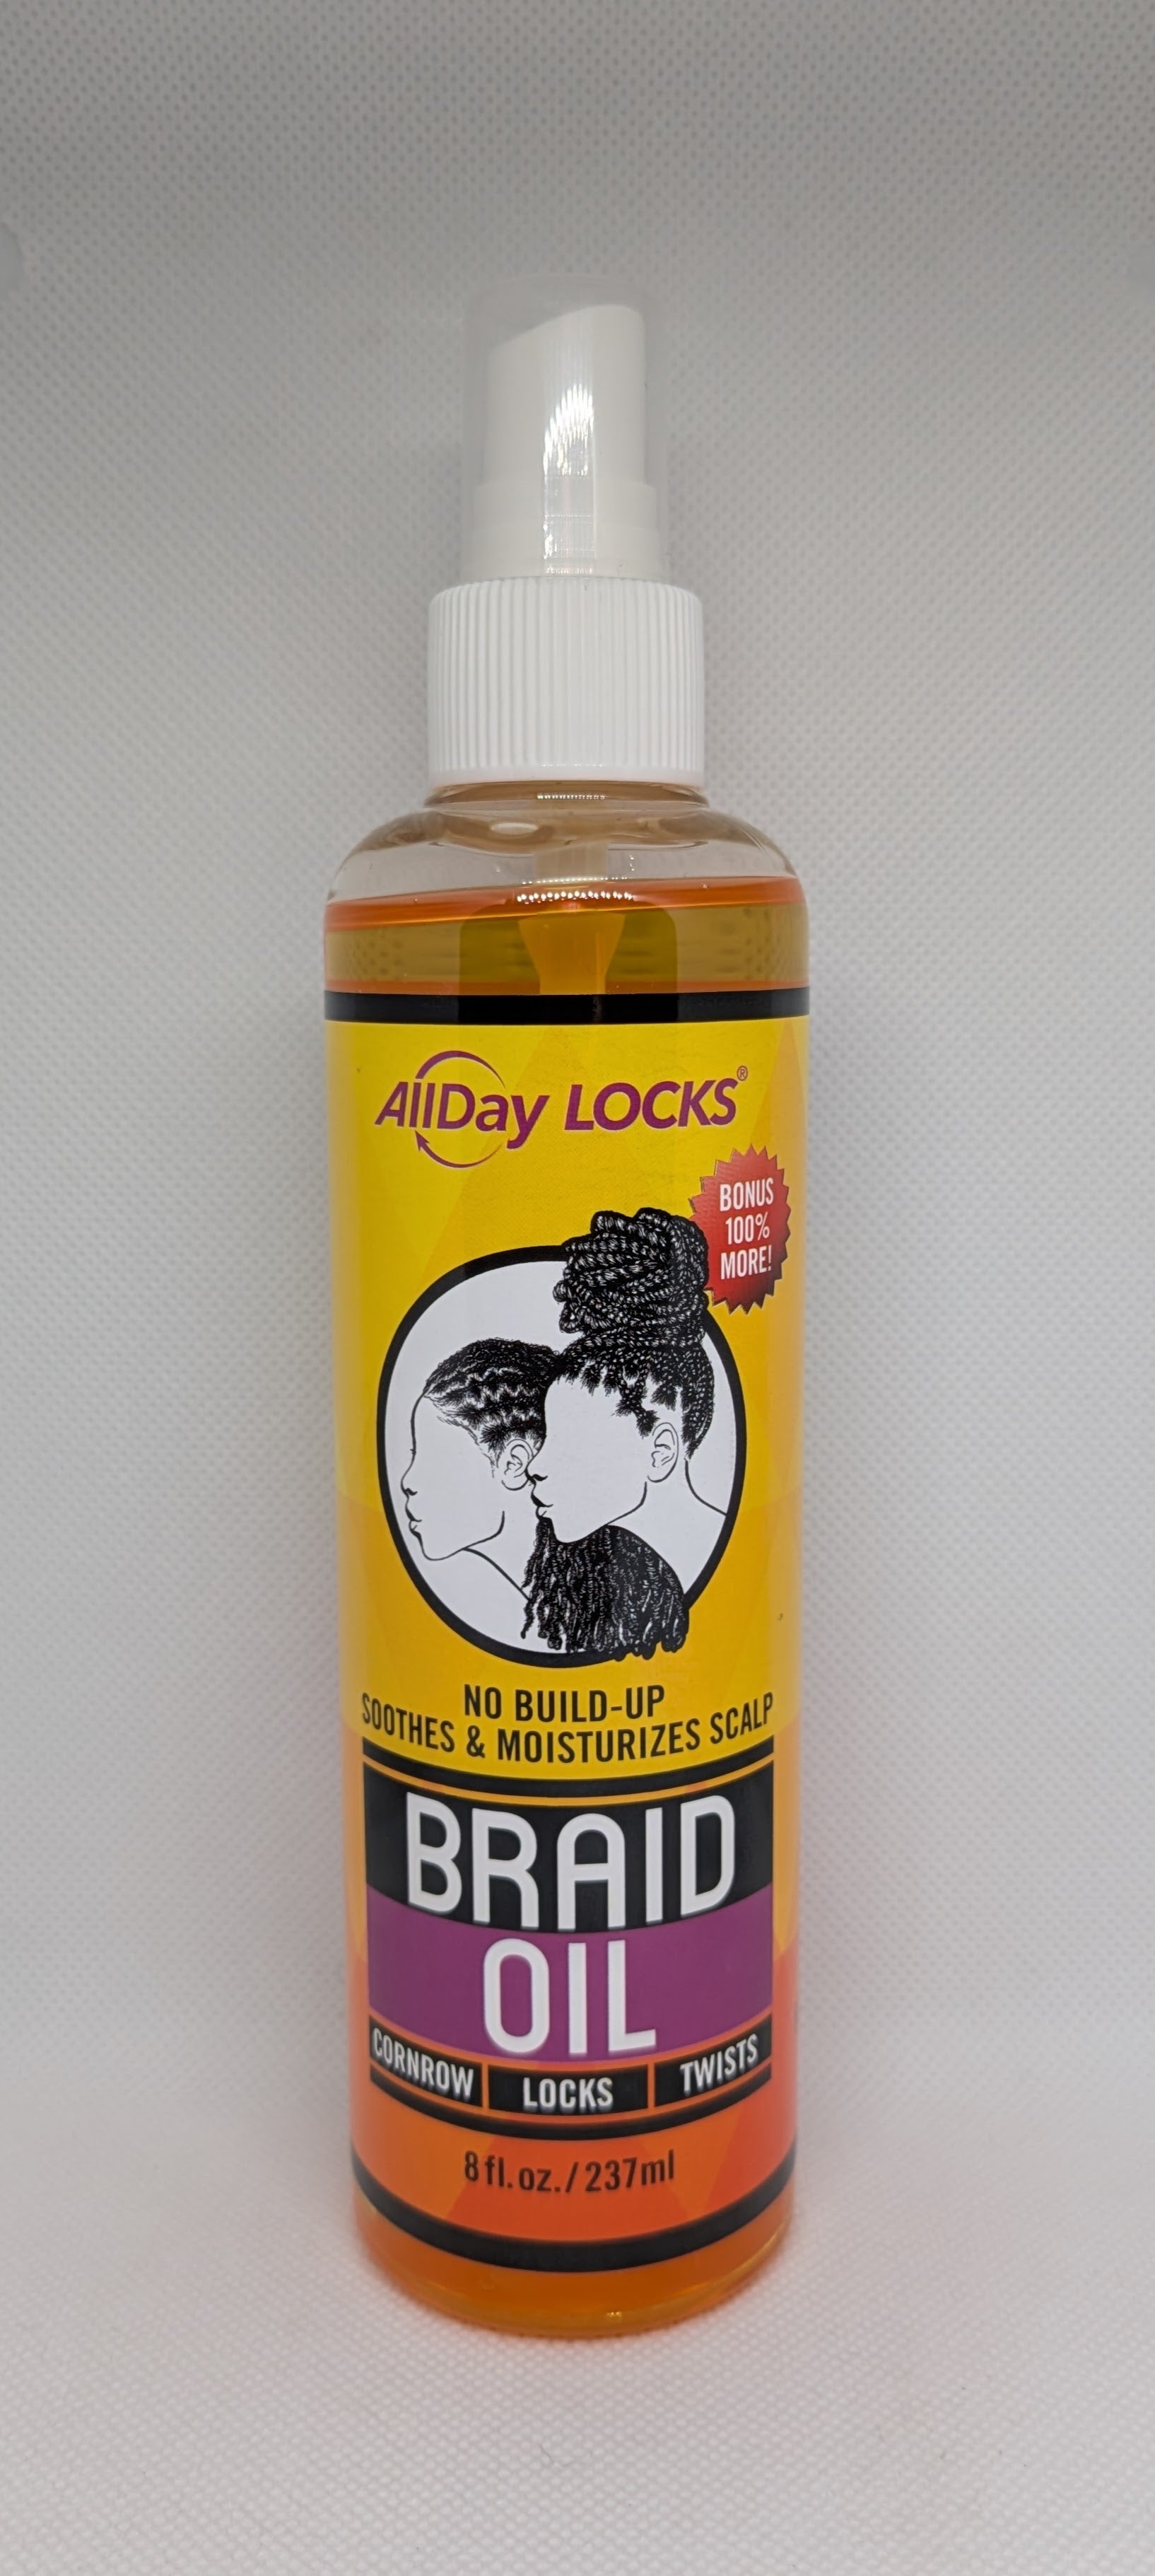 AllDay LOCKS®
BONUS
100%
MORE!
NO BUILD-UP
SOOTHES & MOISTURIZES SCALP
BRAID
OIL
CORNROW LOCKS TWISTS
8 fl. oz. / 237ml